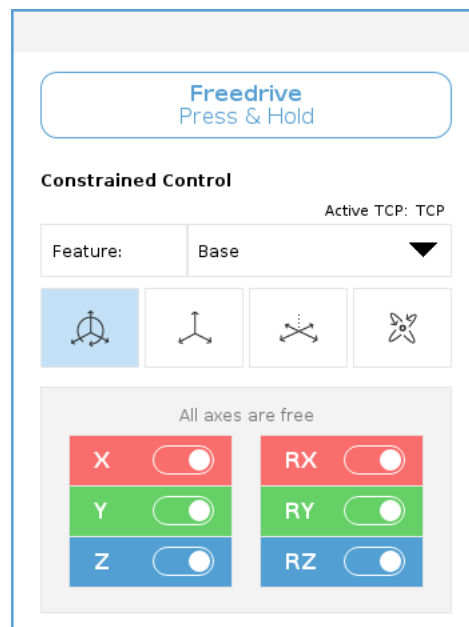 Freedrive
Press & Hold
Constrained Control
Active TCP: TCP
Feature: Base
All axes are free
X RX
Y RY
Z RZ